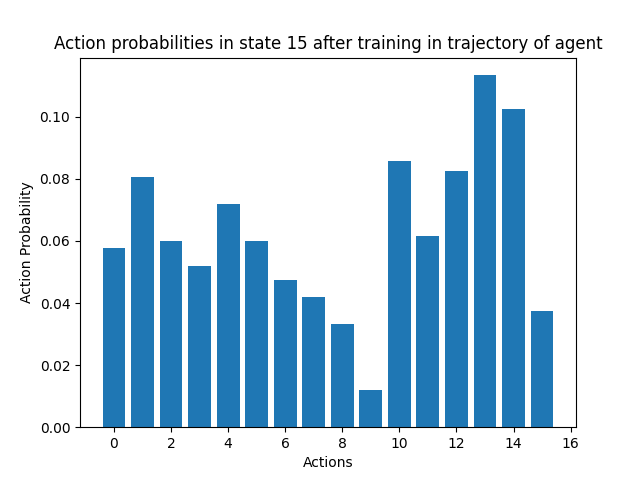 Action probabilities in state 15 after training in trajectory of agent
Action Probability
0.10
0.08
0.06
0.04
0.02
0.00
0 2 4 6 8 10 12 14 16
Actions